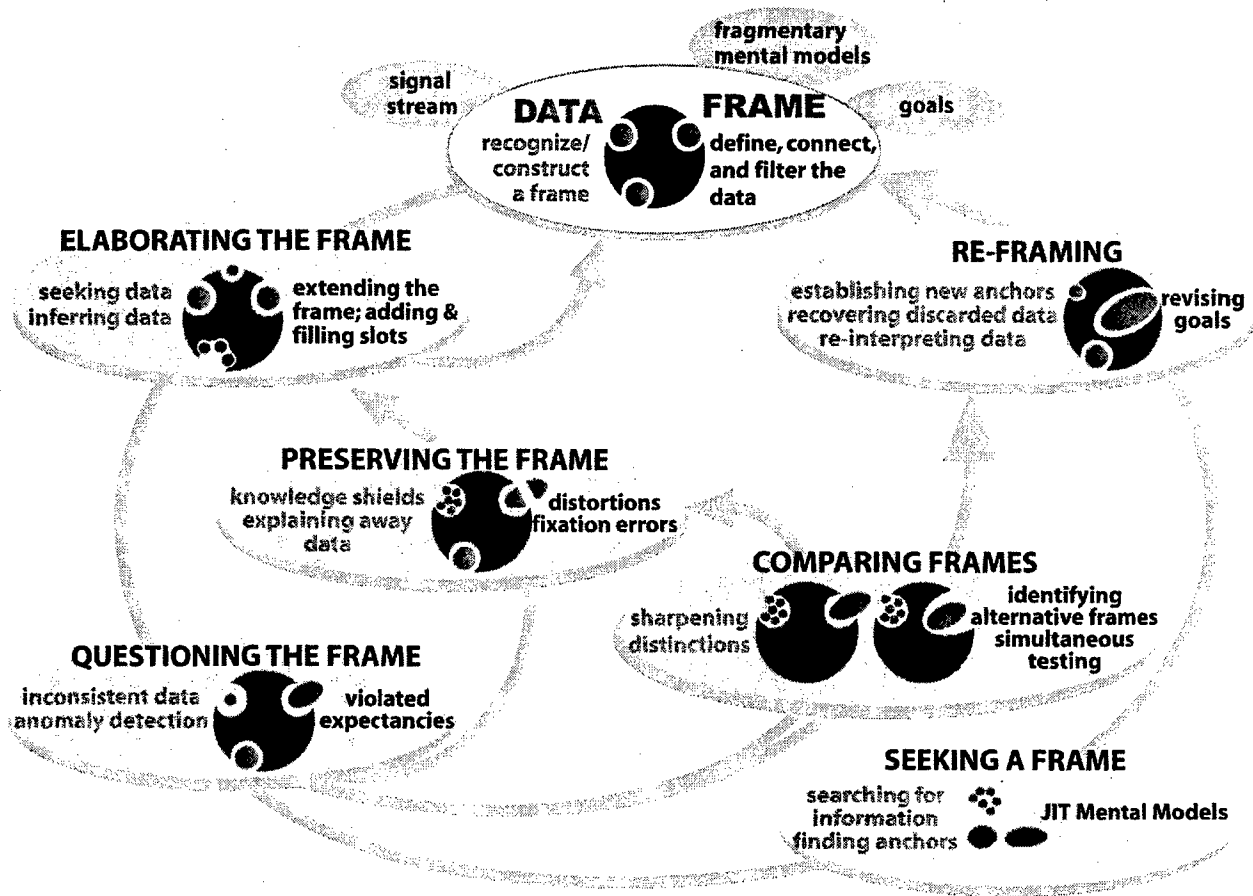 fragmentary
mental models
signal
stream
goals
DATA
recognize/
construct
a frame
FRAME
define, connect,
and filter the
data
ELABORATING THE FRAME
seeking data
inferring data
extending the
frame; adding &
filling slots
RE-FRAMING
establishing new anchors
recovering discarded data
re-interpreting data
revising
goals
PRESERVING THE FRAME
knowledge shields
explaining away
data
distortions
fixation errors
COMPARING FRAMES
sharpening
distinctions
identifying
alternative frames
simultaneous
testing
QUESTIONING THE FRAME
inconsistent data
anomaly detection
violated
expectancies
SEEKING A FRAME
searching for
information
finding anchors
JIT Mental Models